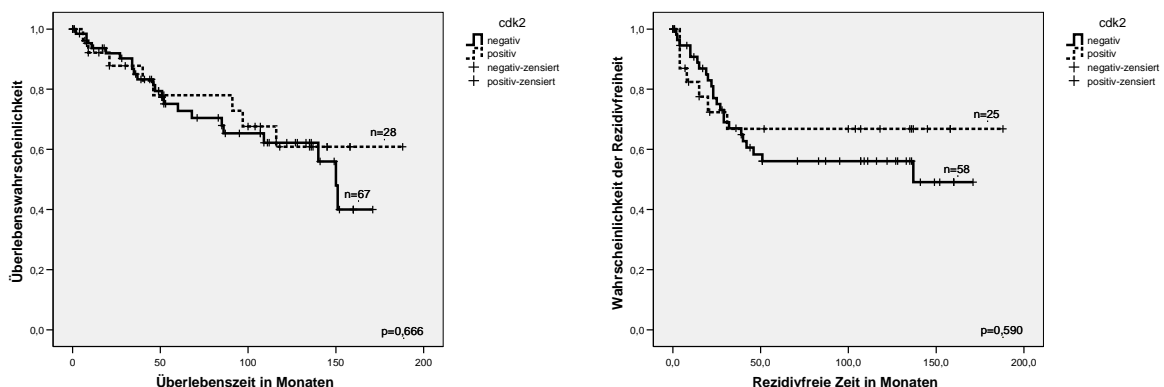 cdk2
negativ
positiv
negativ-zensiert
positiv-zensiert
Überlebenswahrscheinlichkeit
1,0
0,8
0,6
0,4
0,2
0,0
n=28
n=67
p=0,666
0
50
100
150
200
Überlebenszeit in Monaten
cdk2
negativ
positiv
negativ-zensiert
positiv-zensiert
Wahrscheinlichkeit der Rezidivfreiheit
1,0
0,8
0,6
0,4
0,2
0,0
n=25
n=58
p=0,590
0,0
50,0
100,0
150,0
200,0
Rezidivfreie Zeit in Monaten